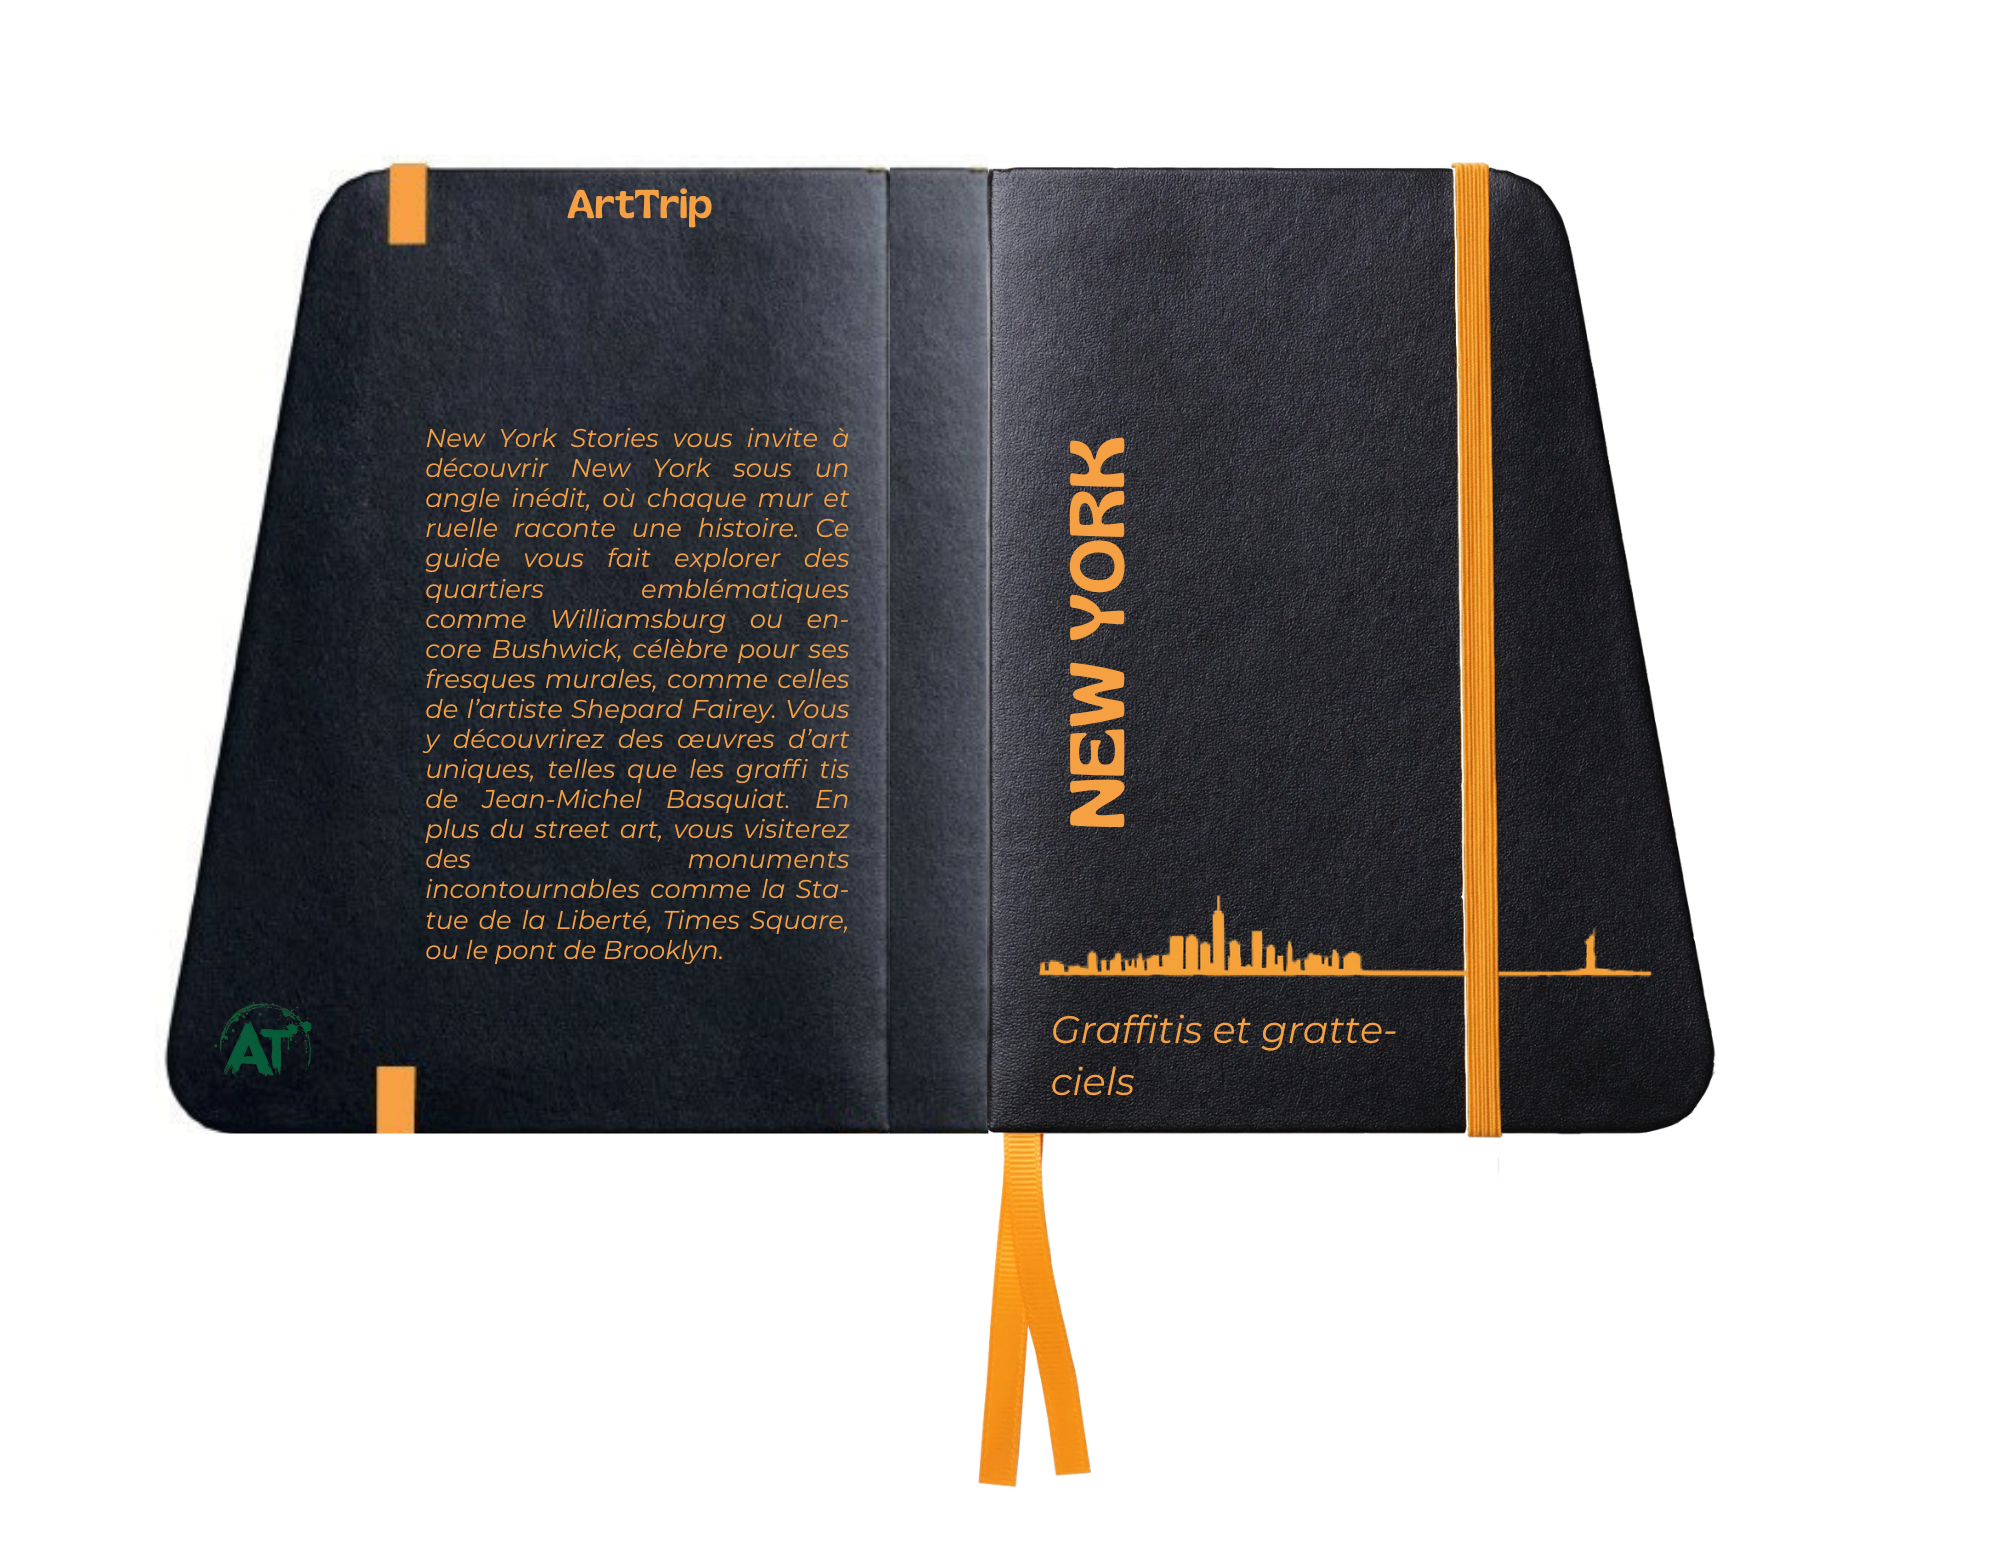 ArtTrip
New York Stories vous invite à
découvrir New York sous un
angle inédit, où chaque mur et
ruelle raconte une histoire. Ce
guide vous fait explorer des
quartiers emblématiques
comme Williamsburg ou en-
core Bushwick, célèbre pour ses
fresques murales, comme celles
de l’artiste Shepard Fairey. Vous
y découvrirez des œuvres d’art
uniques, telles que les graffi tis
de Jean-Michel Basquiat. En
plus du street art, vous visiterez
des monuments
incontournables comme la Sta-
tue de la Liberté, Times Square,
ou le pont de Brooklyn.
AT
NEW YORK
Graffitis et gratte-
ciels